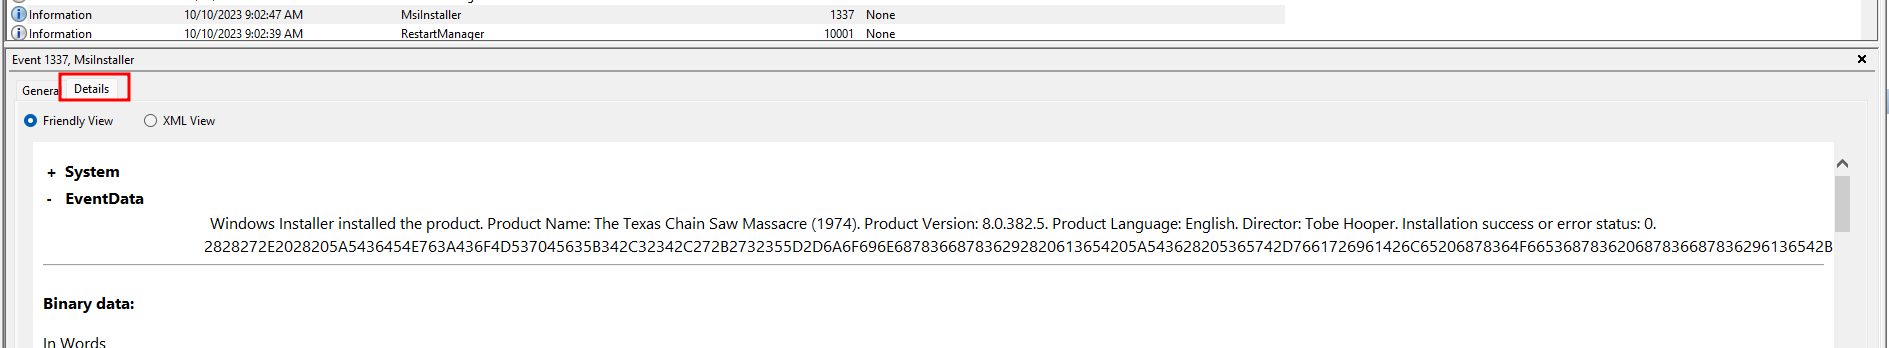 Information 10/10/2023 9:02:47 AM MsiInstaller 1337 None
Information 10/10/2023 9:02:39 AM RestartManager 10001 None
Event 1337, MsiInstaller
Genera Details
Friendly View XML View
+ System
- EventData
Windows Installer installed the product. Product Name: The Texas Chain Saw Massacre (1974). Product Version: 8.0.382.5. Product Language: English. Director: Tobe Hooper. Installation success or error status: 0.
2828272E2028205A5436454E763A436F4D537045635B342C32342C272B2732355D2D6A6F696E687836687836292820613654205A543628205365742D7661726961426C65206878364F6653687836206878366878362961 36542B
Binary data:
In Words